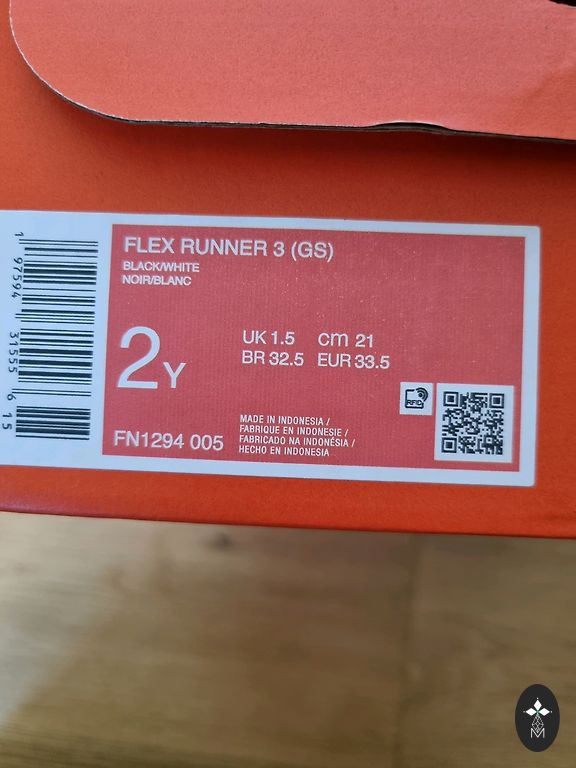 FLEX RUNNER 3 (GS)
BLACK/WHITE
NOIR/BLANC
2Y
UK 1.5 cm 21
BR 32.5 EUR 33.5
RFID
FN1294 005
MADE IN INDONESIA /
FABRIQUE EN INDONESIE /
FABRICADO NA INDONÉSIA /
HECHO EN INDONESIA
1 97594 31555 6 15
M